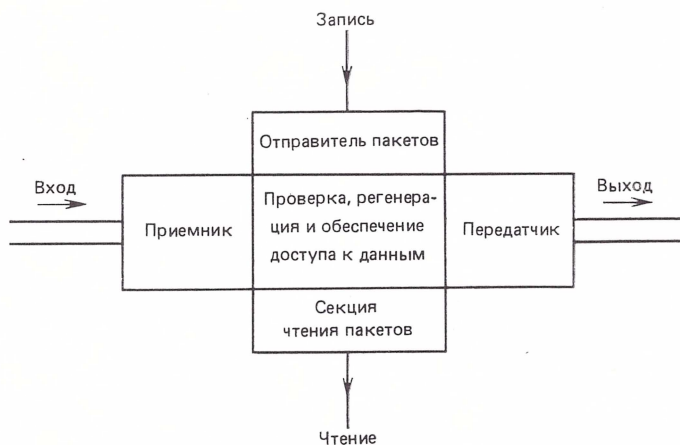 Запись
Отправитель пакетов
Вход
Выход
Приемник
Проверка, регенера-
ция и обеспечение
доступа к данным
Передатчик
Секция
чтения пакетов
Чтение